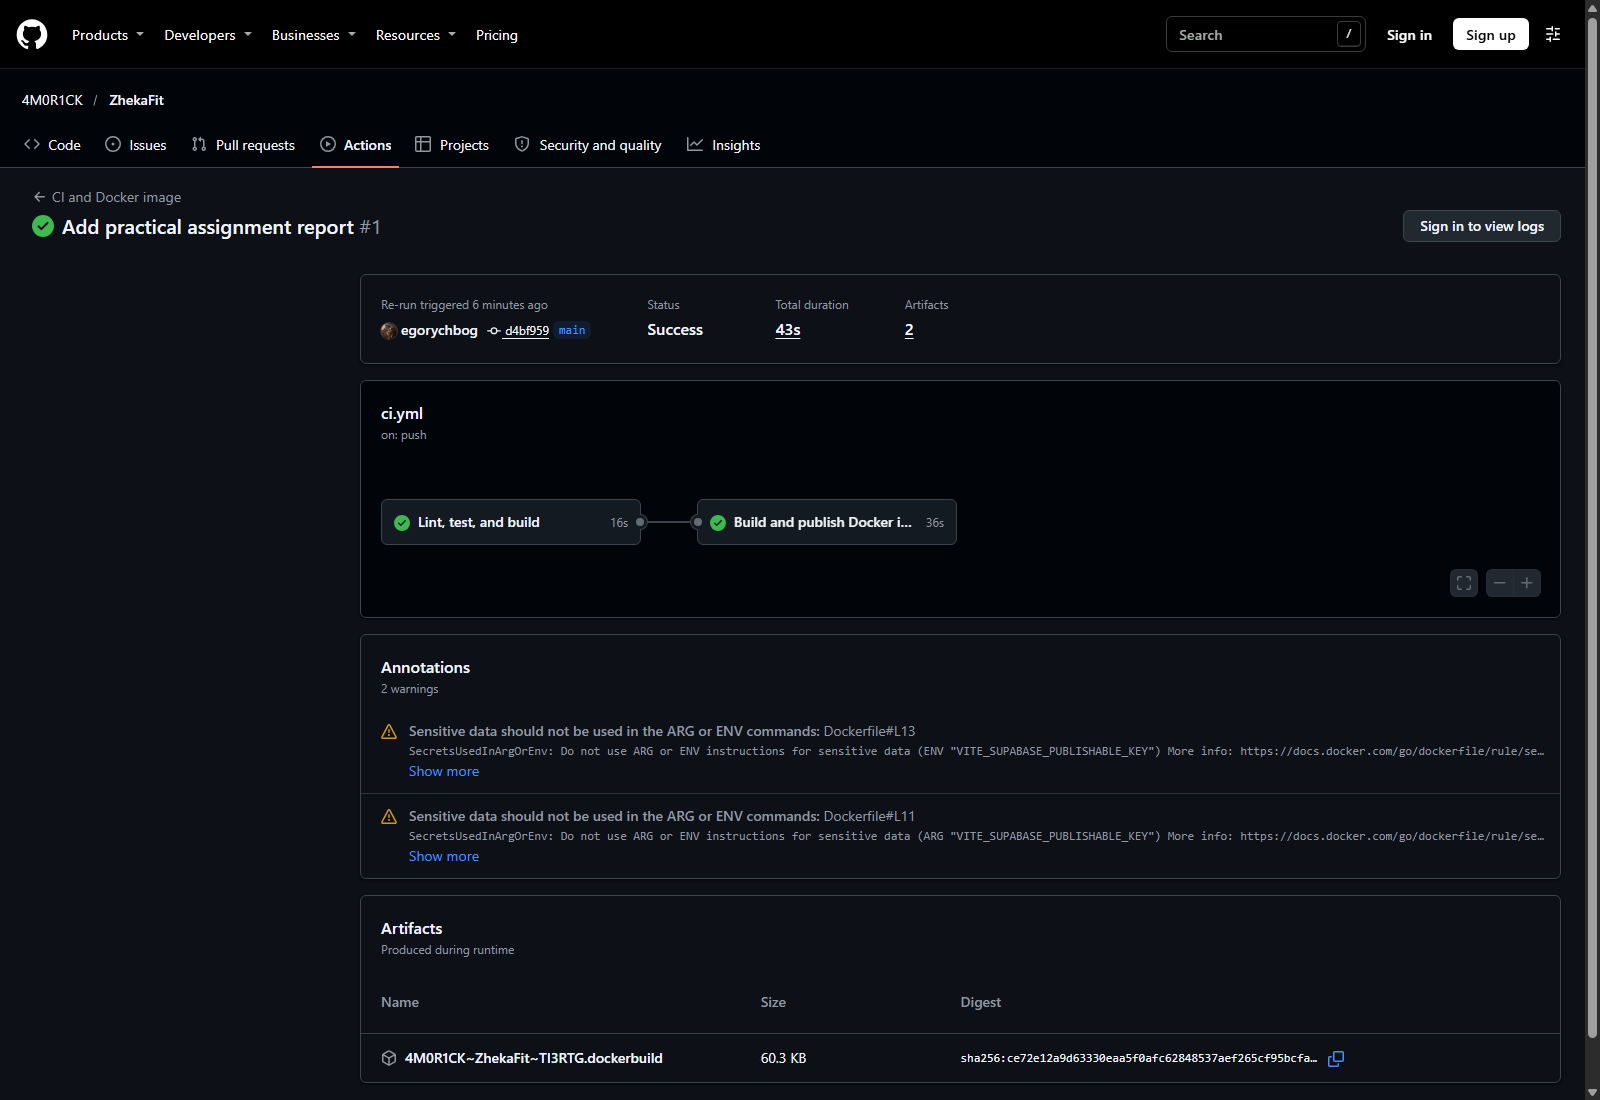 Products Developers Businesses Resources Pricing Search / Sign in Sign up
4M0R1CK / ZhekaFit
Code Issues Pull requests Actions Projects Security and quality Insights
← CI and Docker image
Add practical assignment report #1
Sign in to view logs
Re-run triggered 6 minutes ago Status Total duration Artifacts
egorychbog d4bf959 main Success 43s 2
ci.yml
on: push
Lint, test, and build 16s Build and publish Docker i... 36s
Annotations
2 warnings
Sensitive data should not be used in the ARG or ENV commands: Dockerfile#L13
SecretsUsedInArgOrEnv: Do not use ARG or ENV instructions for sensitive data (ENV "VITE_SUPABASE_PUBLISHABLE_KEY") More info: https://docs.docker.com/go/dockerfile/rule/se…
Show more
Sensitive data should not be used in the ARG or ENV commands: Dockerfile#L11
SecretsUsedInArgOrEnv: Do not use ARG or ENV instructions for sensitive data (ARG "VITE_SUPABASE_PUBLISHABLE_KEY") More info: https://docs.docker.com/go/dockerfile/rule/se…
Show more
Artifacts
Produced during runtime
Name Size Digest
4M0R1CK~ZhekaFit~TI3RTG.dockerbuild 60.3 KB sha256:ce72e12a9d63330eaa5f0afc62848537aef265cf95bcfa…